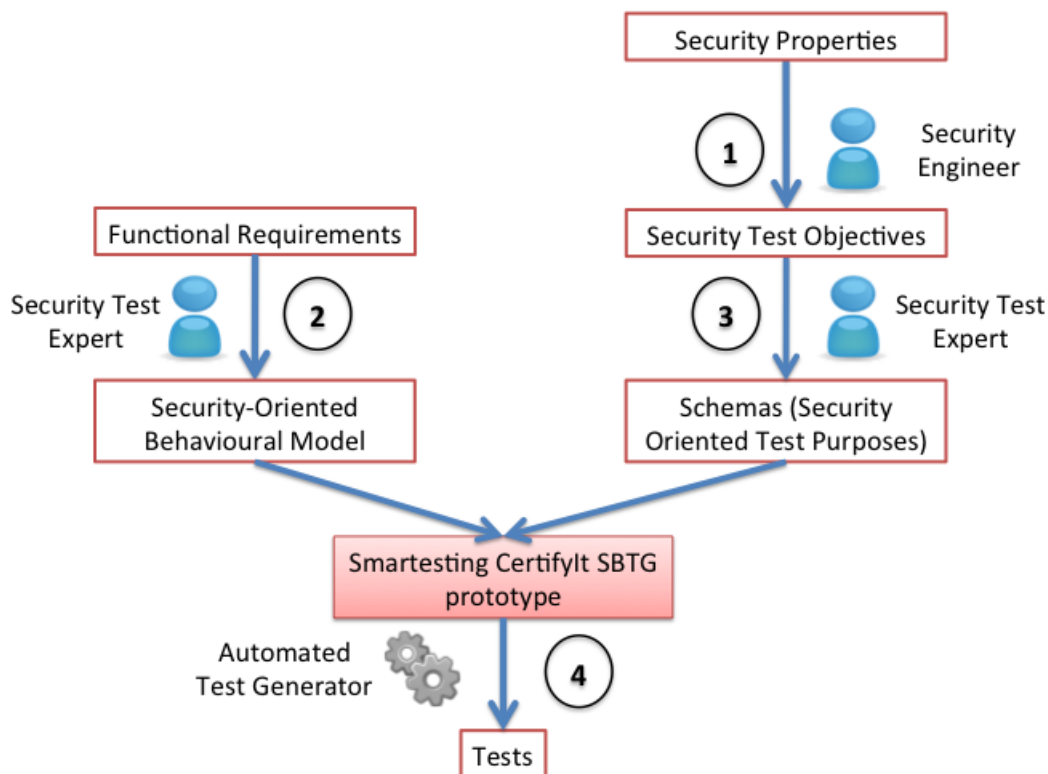 Security Properties
1
Security
Engineer
Functional Requirements
Security Test Objectives
Security Test
Expert
2
3
Security Test
Expert
Security-Oriented
Behavioural Model
Schemas (Security
Oriented Test Purposes)
Smartesting CertifyIt SBTG
prototype
Automated
Test Generator
4
Tests